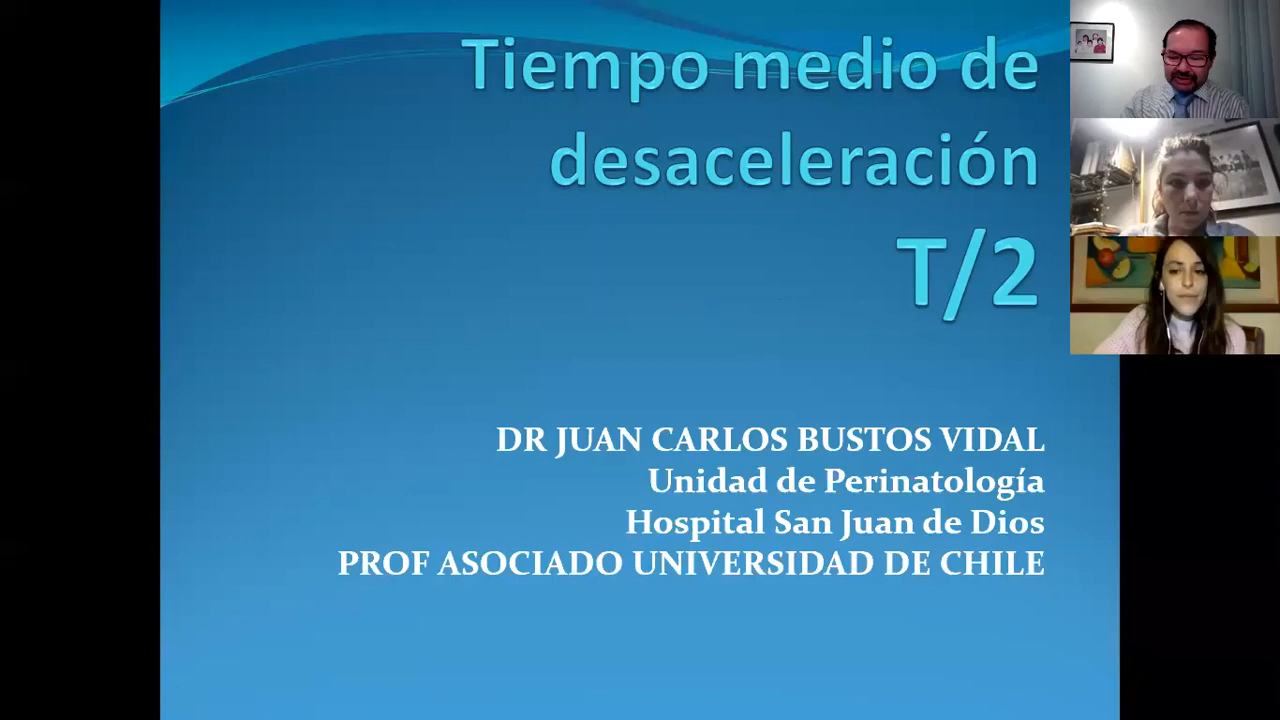 Tiempo medio de
desaceleración
T/2
DR JUAN CARLOS BUSTOS VIDAL
Unidad de Perinatología
Hospital San Juan de Dios
PROF ASOCIADO UNIVERSIDAD DE CHILE